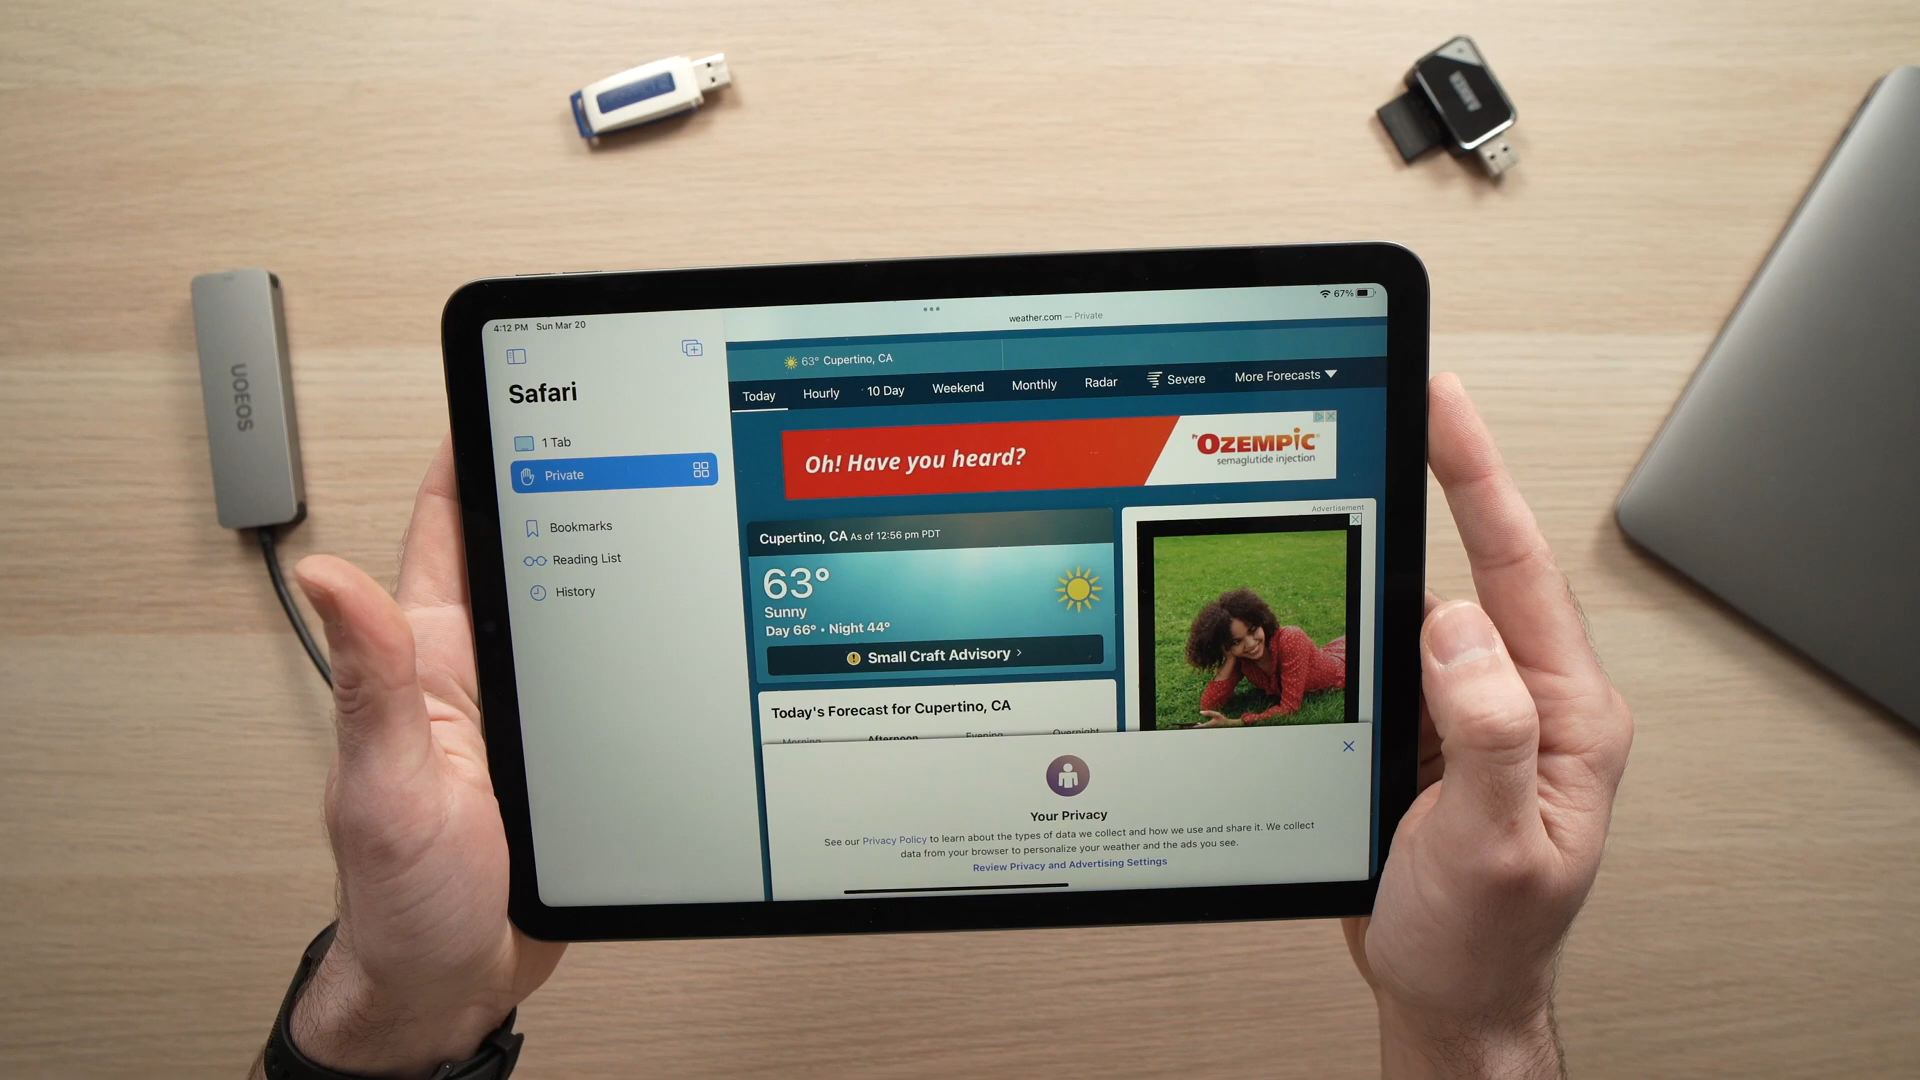 UOEOS
4:12 PM Sun Mar 20
67%
weather.com — Private
Safari
1 Tab
Private
Bookmarks
Reading List
History
63° Cupertino, CA
Today Hourly 10 Day Weekend Monthly Radar Severe More Forecasts
Oh! Have you heard?
OZEMPIC
semaglutide injection
Advertisement
Cupertino, CA As of 12:56 pm PDT
63°
Sunny
Day 66° • Night 44°
Small Craft Advisory
Today's Forecast for Cupertino, CA
Morning Afternoon Evening Overnight
Your Privacy
See our Privacy Policy to learn about the types of data we collect and how we use and share it. We collect
data from your browser to personalize your weather and the ads you see.
Review Privacy and Advertising Settings